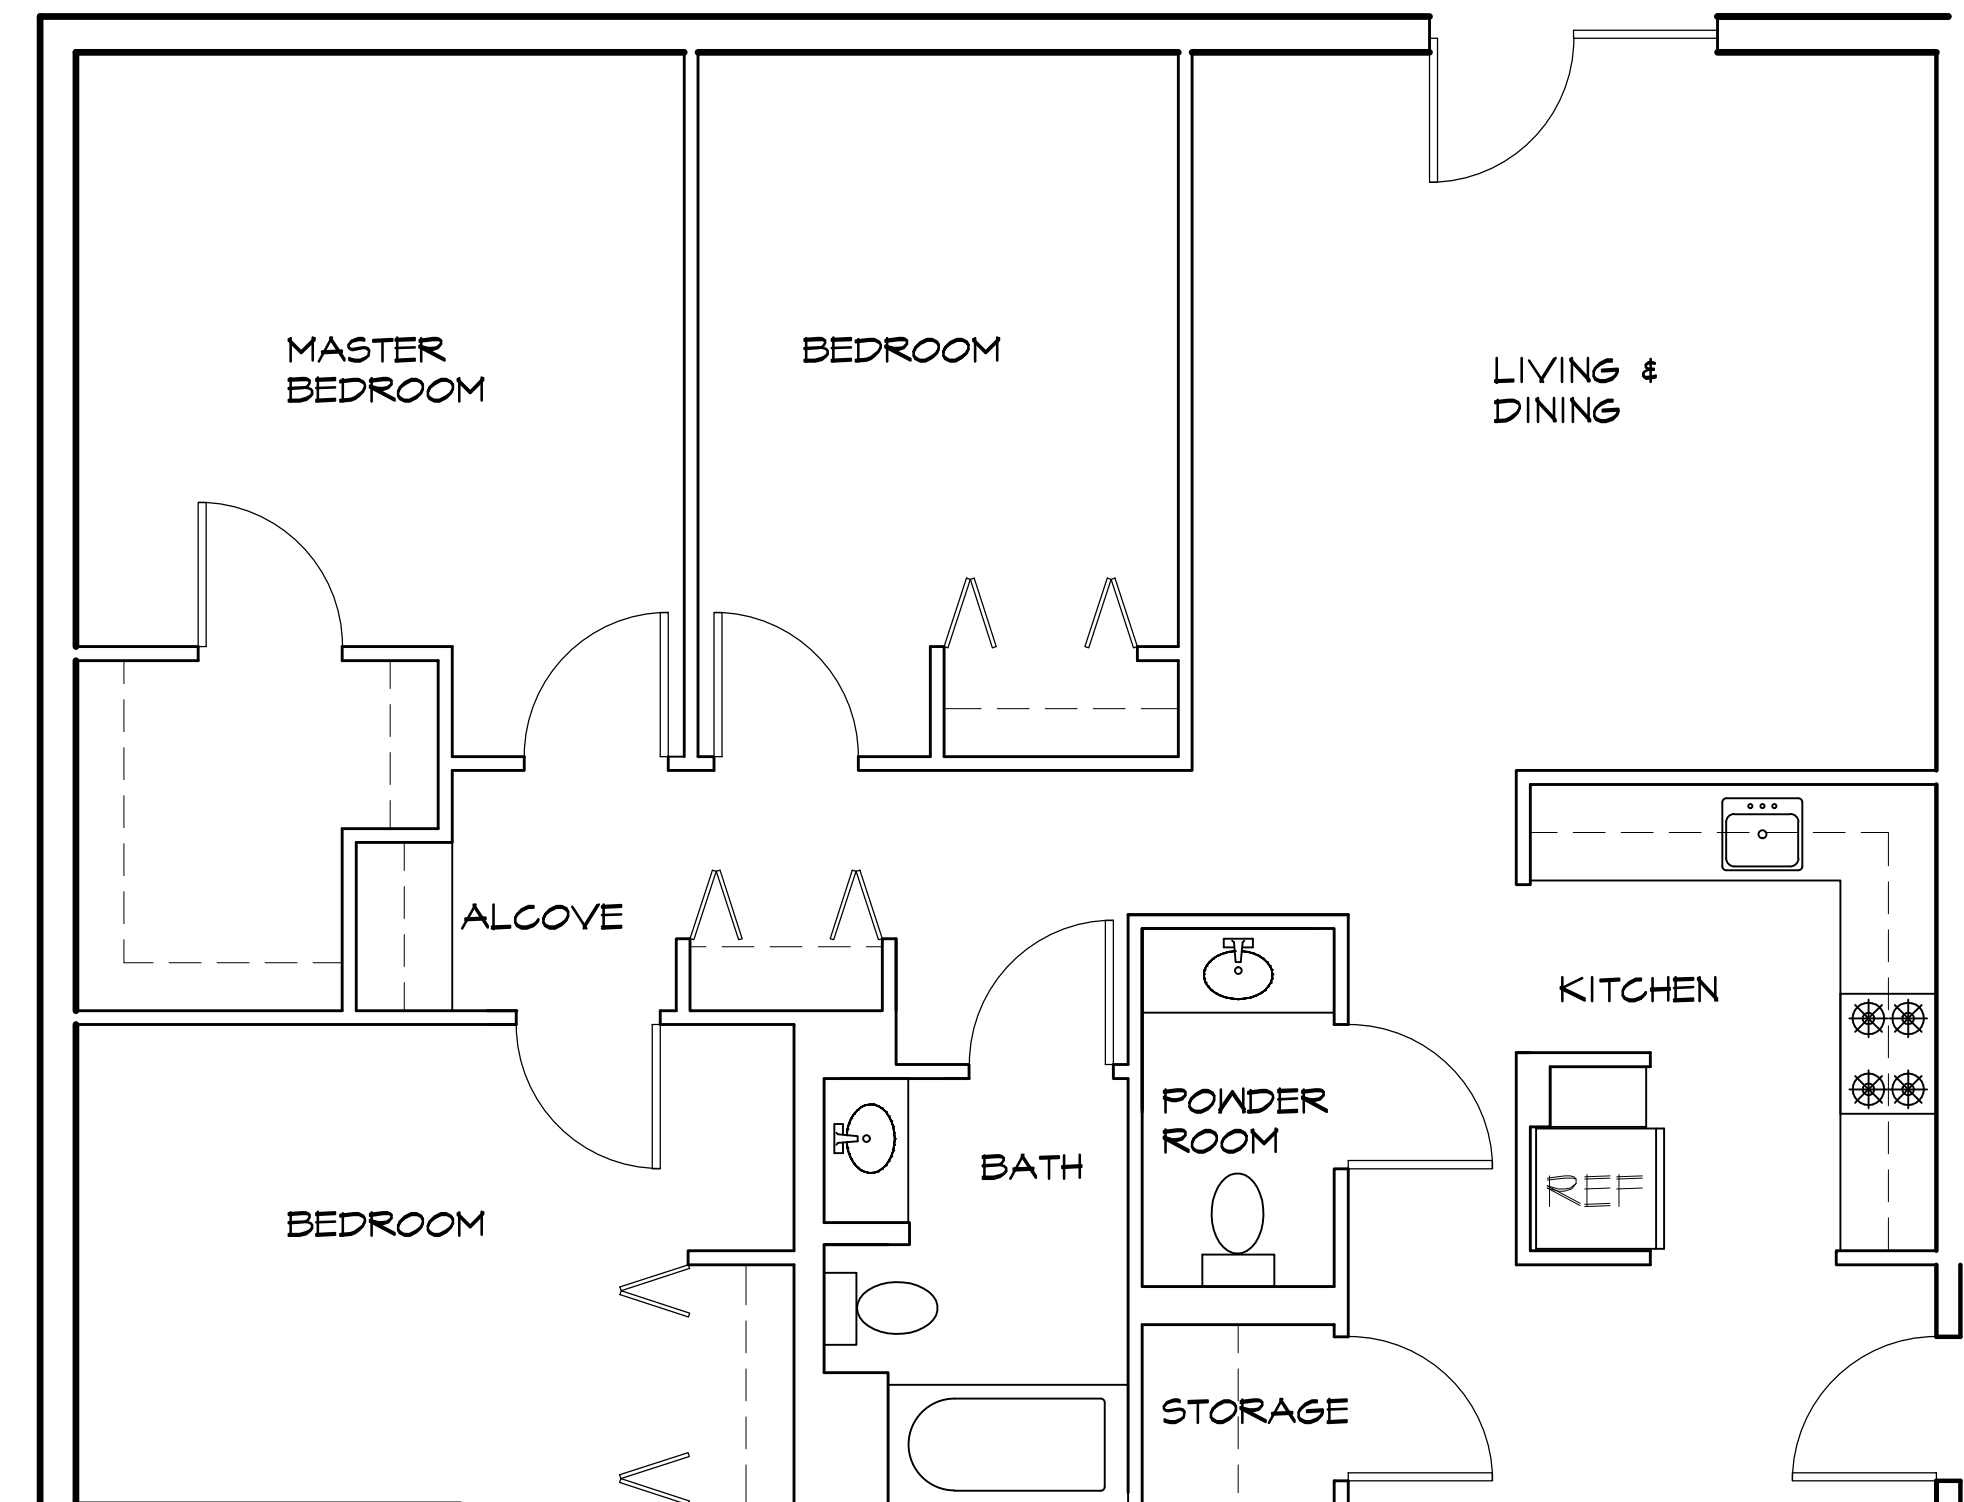 MASTER
BEDROOM
BEDROOM
LIVING &
DINING
ALCOVE
KITCHEN
POWDER
ROOM
BATH
REF
BEDROOM
STORAGE